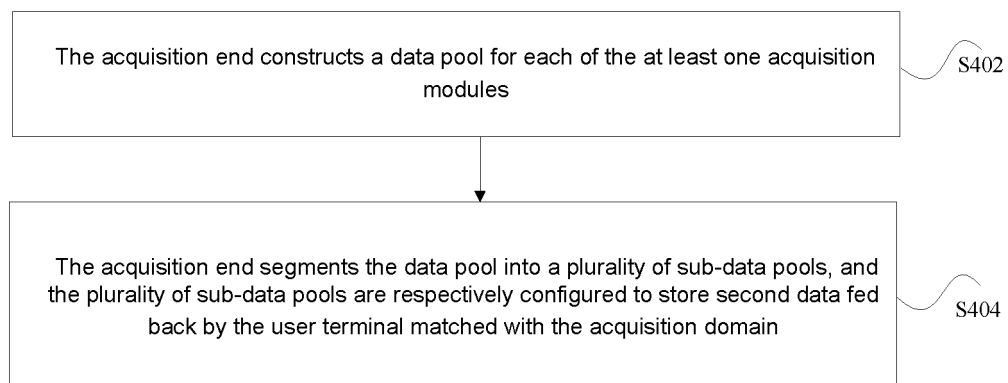 The acquisition end constructs a data pool for each of the at least one acquisition
modules
S402
The acquisition end segments the data pool into a plurality of sub-data pools, and
the plurality of sub-data pools are respectively configured to store second data fed
back by the user terminal matched with the acquisition domain
S404